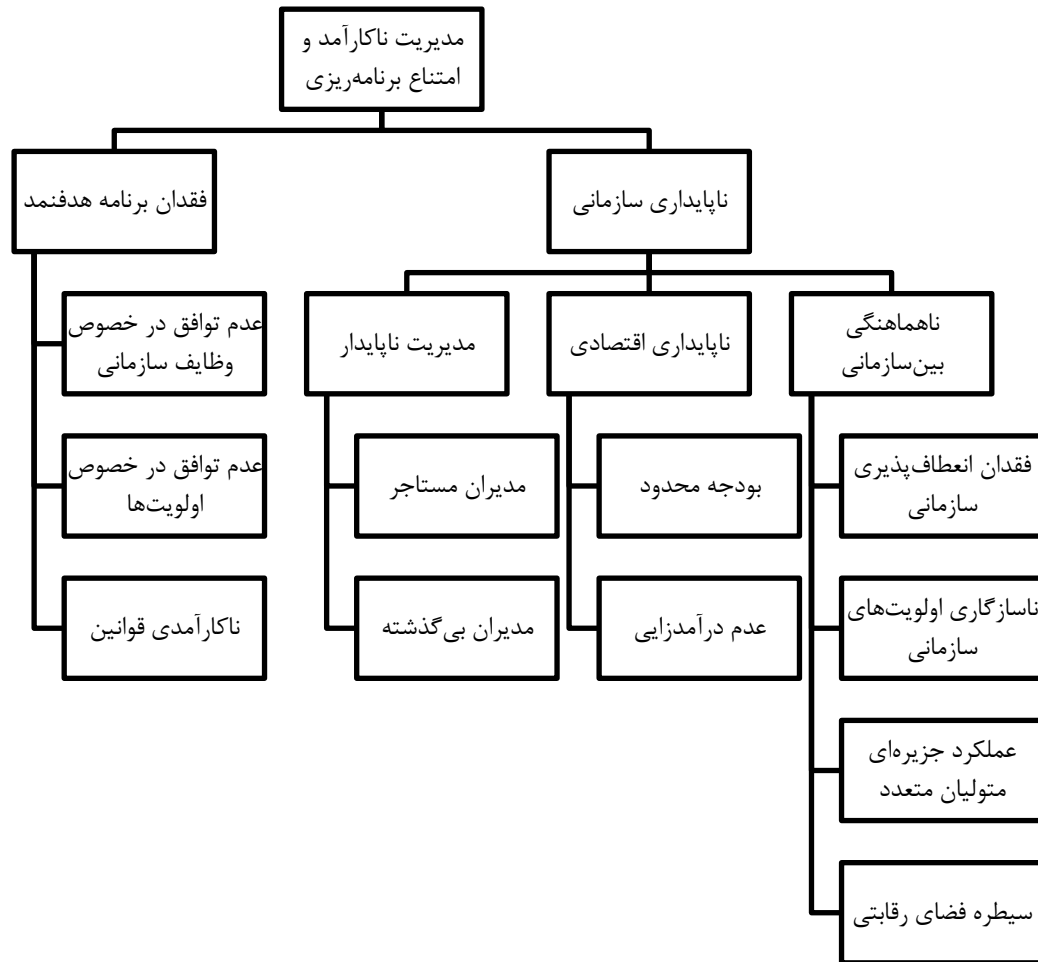 مدیریت ناکارآمد و
امتناع برنامه‌ریزی
ناپایداری سازمانی
ناهماهنگی
بین‌سازمانی
فقدان انعطاف‌پذیری
سازمانی
ناسازگاری اولویت‌های
سازمانی
عملکرد جزیره‌ای
متولیان متعدد
سیطره فضای رقابتی
ناپایداری اقتصادی
بودجه محدود
عدم درآمدزایی
مدیریت ناپایدار
مدیران مستاجر
مدیران بی‌گذشته
فقدان برنامه هدفنمد
عدم توافق در خصوص
وظایف سازمانی
عدم توافق در خصوص
اولویت‌ها
ناکارآمدی قوانین